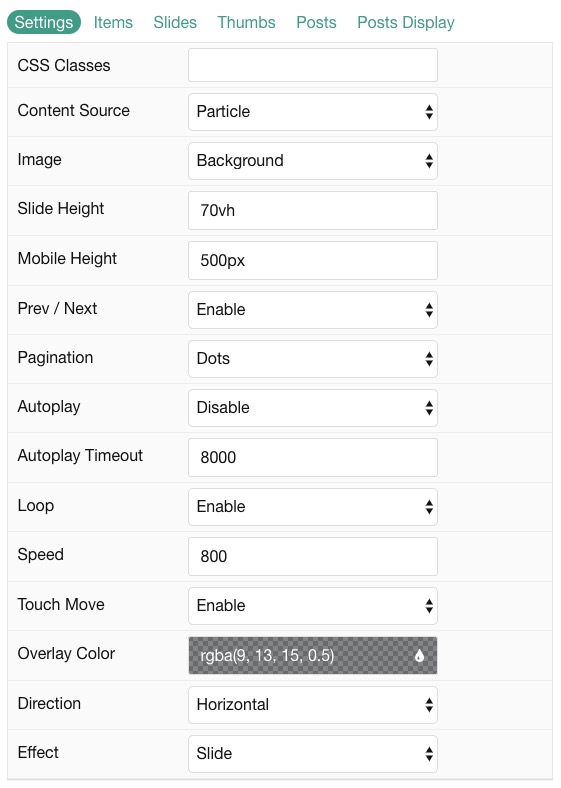 Settings Items Slides Thumbs Posts Posts Display
CSS Classes
Content Source Particle
Image Background
Slide Height 70vh
Mobile Height 500px
Prev / Next Enable
Pagination Dots
Autoplay Disable
Autoplay Timeout 8000
Loop Enable
Speed 800
Touch Move Enable
Overlay Color rgba(9, 13, 15, 0.5)
Direction Horizontal
Effect Slide